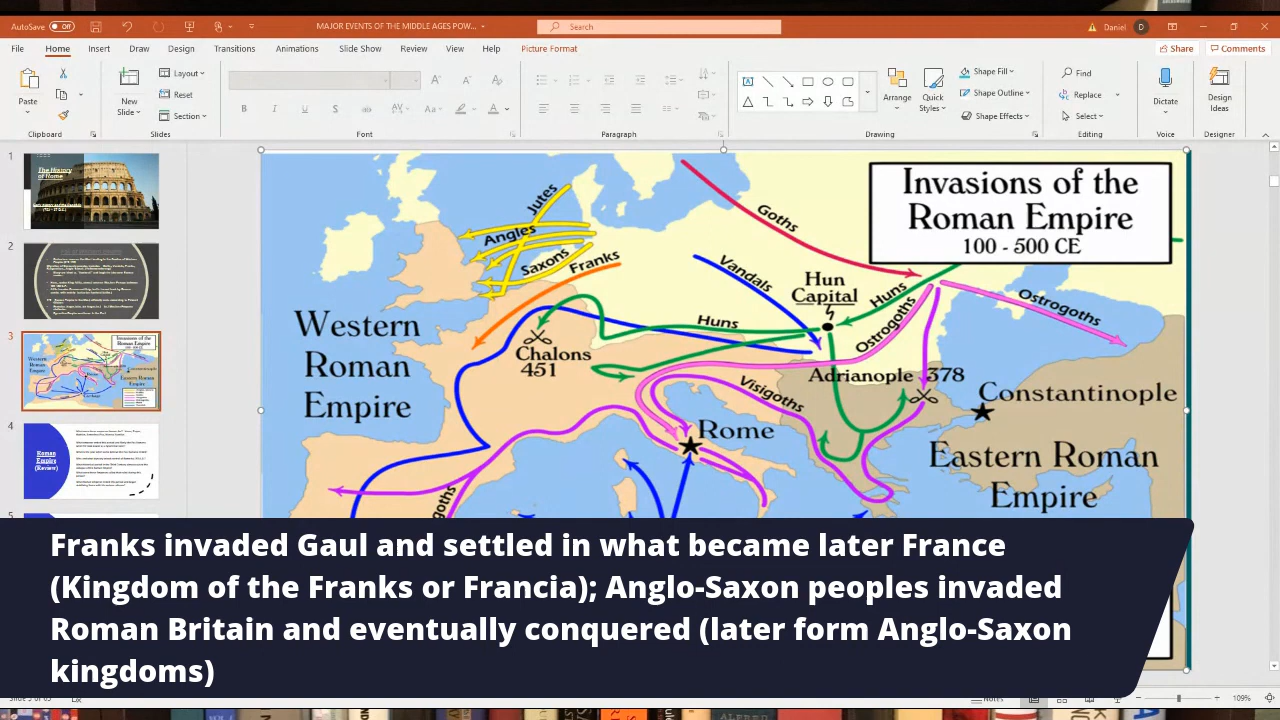 AutoSave Off
MAJOR EVENTS OF THE MIDDLE AGES POW...
Search
Daniel D
File Home Insert Draw Design Transitions Animations Slide Show Review View Help Picture Format
Share Comments
Paste
New
Slide
Layout
Reset
Section
Arrange
Quick
Styles
Shape Fill
Shape Outline
Shape Effects
Find
Replace
Select
Dictate
Design
Ideas
Clipboard Slides Font Paragraph Drawing Editing Voice Designer
1
The History
of Rome
2
3
4
Roman
Empire
(Review)
5
Invasions of the
Roman Empire
100 - 500 CE
Jutes
Angles
Saxons
Franks
Goths
Vandals
Hun
Capital
Huns
Ostrogoths
Ostrogoths
Huns
Western
Roman
Empire
Chalons
451
Adrianople 378
Visigoths
Constantinople
Rome
Eastern Roman
Empire
Franks invaded Gaul and settled in what became later France
(Kingdom of the Franks or Francia); Anglo-Saxon peoples invaded
Roman Britain and eventually conquered (later form Anglo-Saxon
kingdoms)
109%